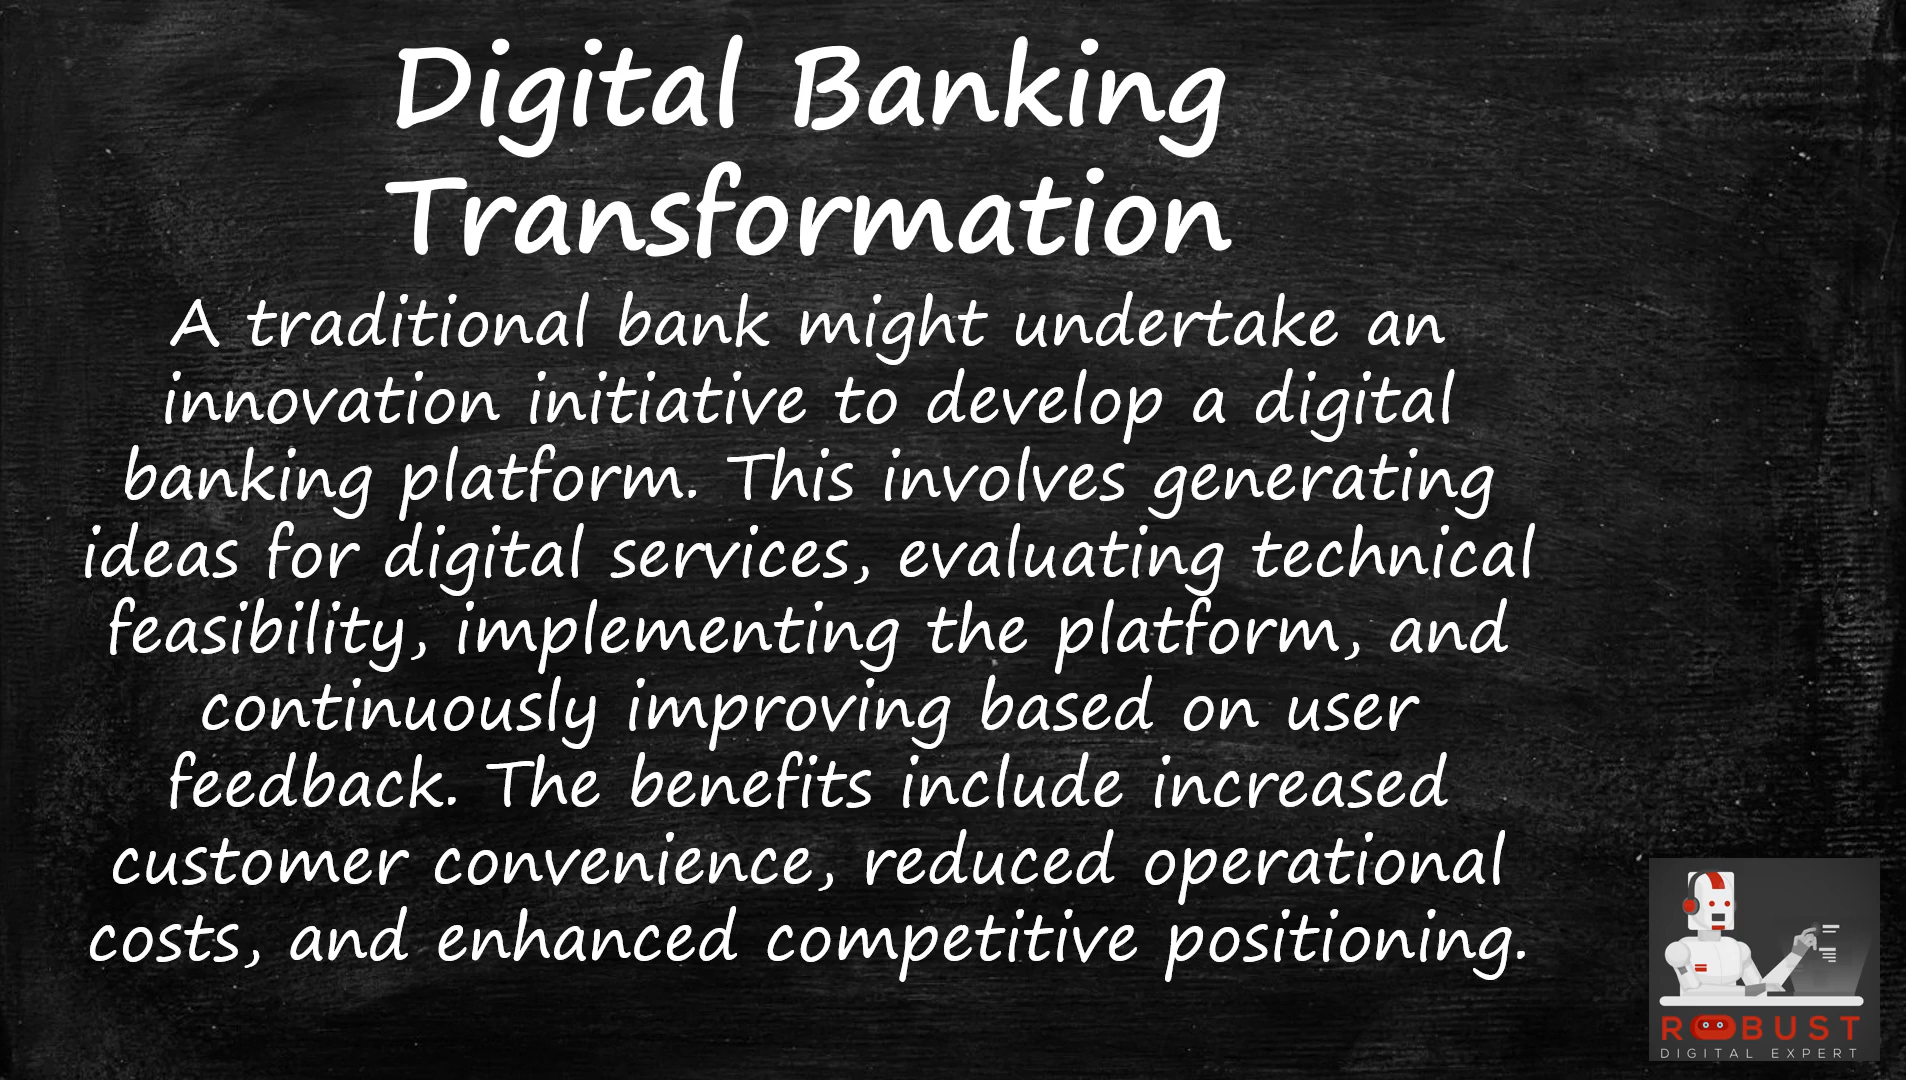 Digital Banking
Transformation
A traditional bank might undertake an
innovation initiative to develop a digital
banking platform. This involves generating
ideas for digital services, evaluating technical
feasibility, implementing the platform, and
continuously improving based on user
feedback. The benefits include increased
customer convenience, reduced operational
costs, and enhanced competitive positioning.
ROBUST
DIGITAL EXPERT